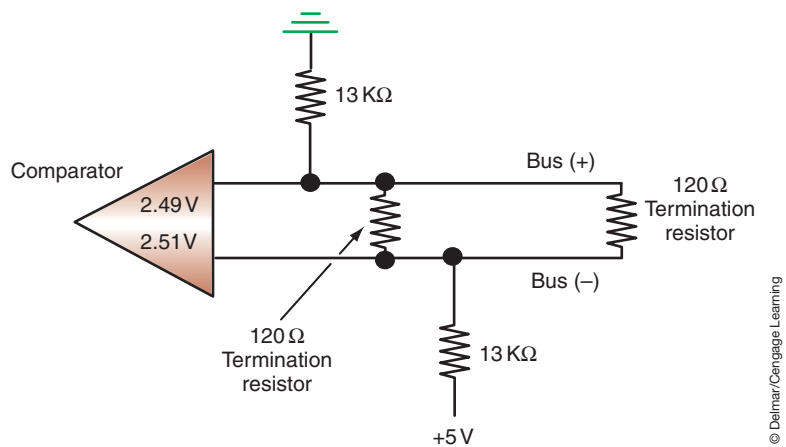 13 KΩ
Comparator
Bus (+)
2.49 V
2.51 V
120 Ω
Termination
resistor
Bus (–)
120 Ω
Termination
resistor
13 KΩ
+5 V
© Delmar/Cengage Learning